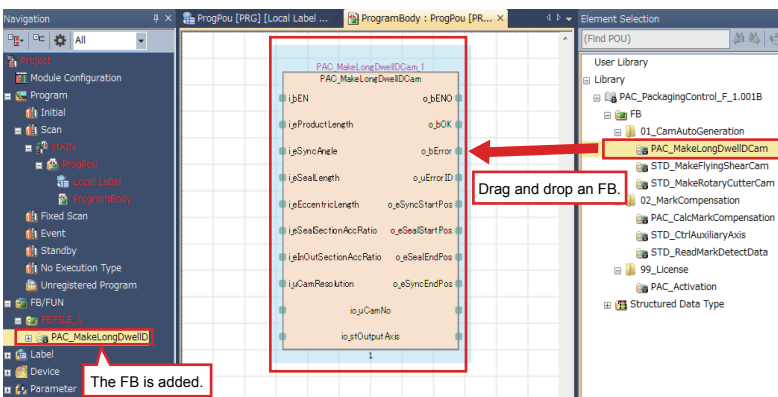 Navigation
All
Project
Module Configuration
Program
Initial
Scan
MAIN
ProgPou
Local Label
ProgramBody
Fixed Scan
Event
Standby
No Execution Type
Unregistered Program
FB/FUN
FBFILE_1
PAC_MakeLongDwellD
Label
Device
Parameter
The FB is added.
ProgPou [PRG] [Local Label ...
ProgramBody : ProgPou [PR...
PAC_MakeLongDwellDCam_1
PAC_MakeLongDwellDCam
i_bEN o_bENO
i_eProductLength o_bOK
i_eSyncAngle o_bError
i_eSealLength o_uErrorID
i_eEccentricLength o_eSyncStartPos
i_eSealSectionAccRatio o_eSealStartPos
i_eInOutSectionAccRatio o_eSealEndPos
i_uCamResolution o_eSyncEndPos
io_uCamNo
io_stOutputAxis
1
Drag and drop an FB.
Element Selection
(Find POU)
User Library
Library
PAC_PackagingControl_F_1.001B
FB
01_CamAutoGeneration
PAC_MakeLongDwellDCam
STD_MakeFlyingShearCam
STD_MakeRotaryCutterCam
02_MarkCompensation
PAC_CalcMarkCompensation
STD_CtrlAuxiliaryAxis
STD_ReadMarkDetectData
99_License
PAC_Activation
Structured Data Type